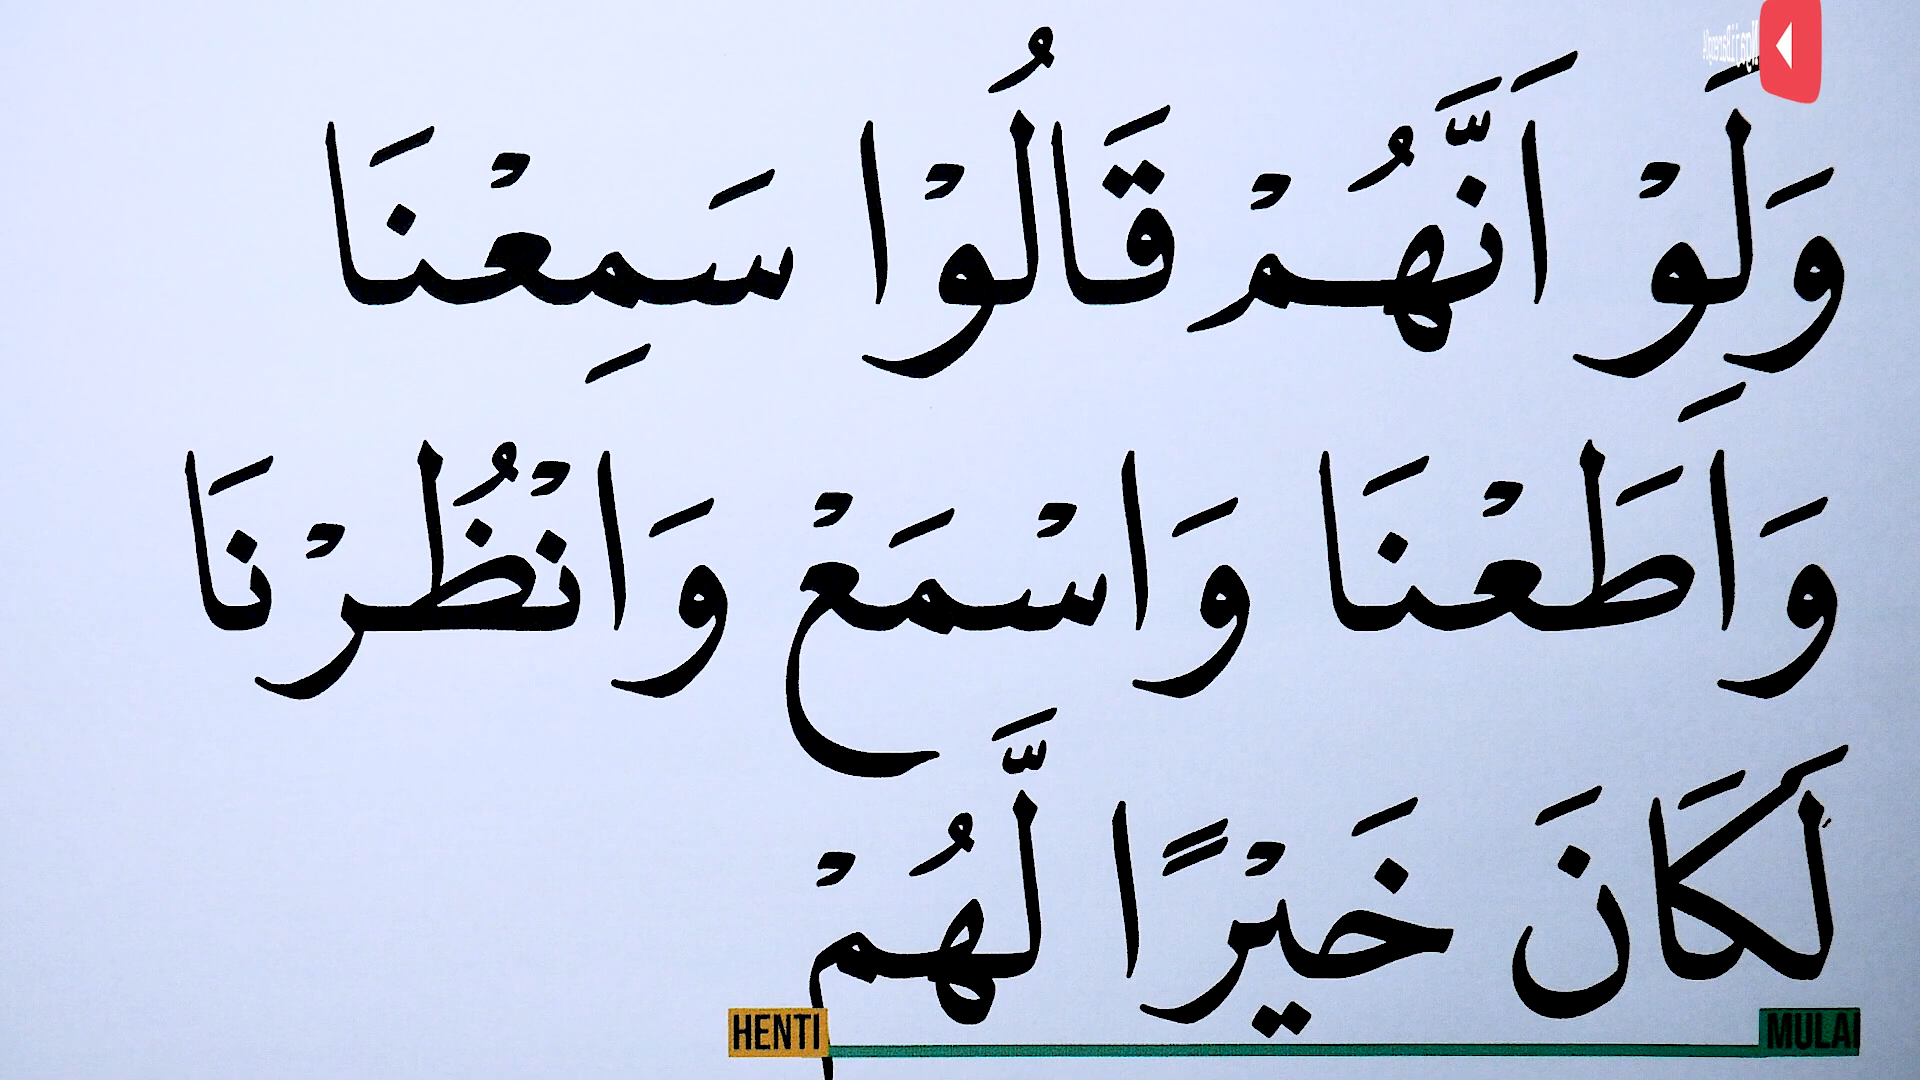 وَلَوْ اَنَّهُمْ قَالُوْا سَمِعْنَا
وَاَطَعْنَا وَاسْمَعْ وَانْظُرْنَا
لَكَانَ خَيْرًا لَّهُمْ
HENTI MULAI